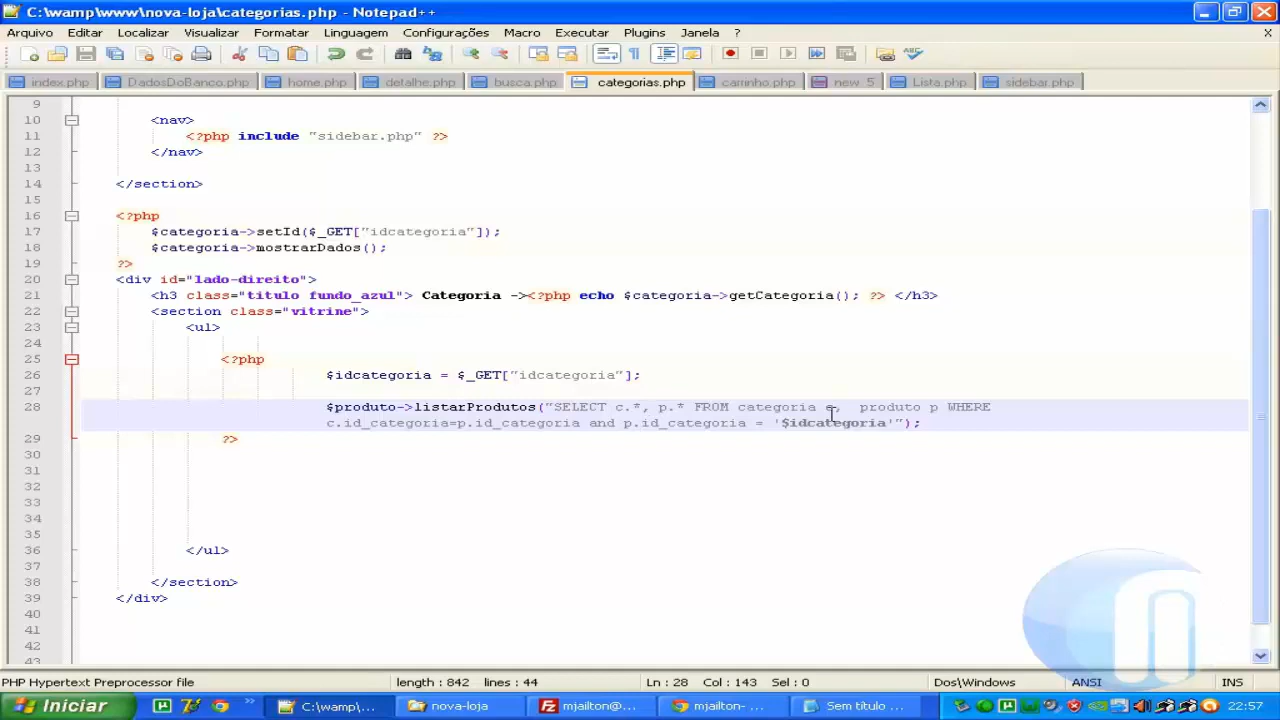 C:\wamp\www\nova-loja\categorias.php - Notepad++
Arquivo Editar Localizar Visualizar Formatar Linguagem Configurações Macro Executar Plugins Janela ? X
index.php DadosDoBanco.php home.php detalhe.php busca.php categorias.php carrinho.php new 5 Lista.php sidebar.php
9
10 <nav>
11 <?php include "sidebar.php" ?>
12 </nav>
13
14 </section>
15
16 <?php
17 $categoria->setId($_GET["idcategoria"]);
18 $categoria->mostrarDados();
19 ?>
20 <div id="lado-direito">
21 <h3 class="titulo fundo_azul"> Categoria -><?php echo $categoria->getCategoria(); ?> </h3>
22 <section class="vitrine">
23 <ul>
24
25 <?php
26 $idcategoria = $_GET["idcategoria"];
27
28 $produto->listarProdutos("SELECT c.*, p.* FROM categoria c, produto p WHERE
c.id_categoria=p.id_categoria and p.id_categoria = '$idcategoria'");
29 ?>
30
31
32
33
34
35
36 </ul>
37
38 </section>
39 </div>
40
41
42
43
PHP Hypertext Preprocessor file length : 842 lines : 44 Ln : 28 Col : 143 Sel : 0 Dos\Windows ANSI INS
Iniciar C:\wamp\... nova-loja mjailton@... mjailton- ... Sem título ... 22:57